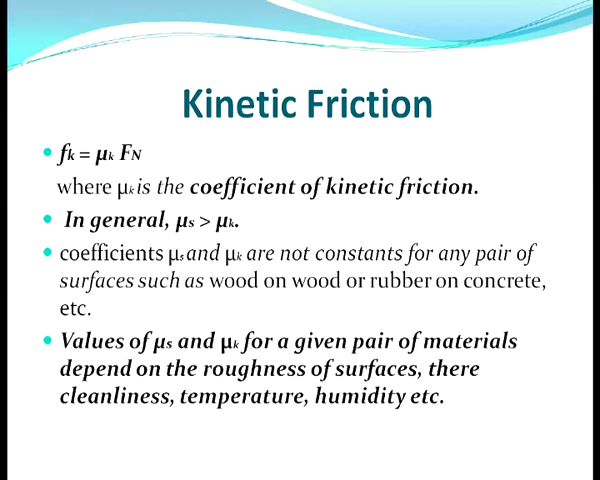 Kinetic Friction
• fk = μk FN
where μk is the coefficient of kinetic friction.
• In general, μs > μk.
• coefficients μs and μk are not constants for any pair of
surfaces such as wood on wood or rubber on concrete,
etc.
• Values of μs and μk for a given pair of materials
depend on the roughness of surfaces, there
cleanliness, temperature, humidity etc.